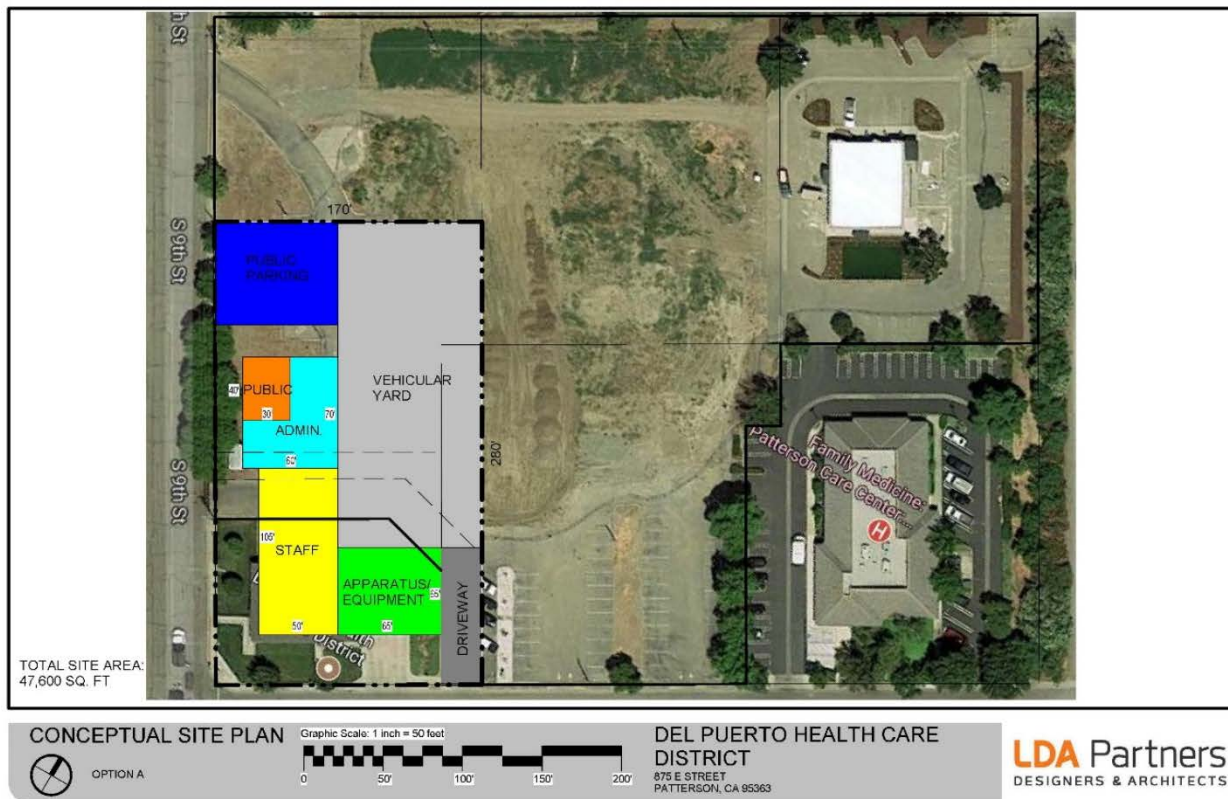 h St
S 9th St
S 9th St
170'
PUBLIC
PARKING
VEHICULAR
YARD
40'
PUBLIC
30'
70'
ADMIN.
60'
280'
105'
STAFF
50'
APPARATUS/
EQUIPMENT
55'
65'
DRIVEWAY
District
Family Medicine:
Patterson Care Center:...
H
TOTAL SITE AREA:
47,600 SQ. FT
CONCEPTUAL SITE PLAN
OPTION A
Graphic Scale: 1 inch = 50 feet
0 50' 100' 150' 200'
DEL PUERTO HEALTH CARE
DISTRICT
875 E STREET
PATTERSON, CA 95363
LDA Partners
DESIGNERS & ARCHITECTS